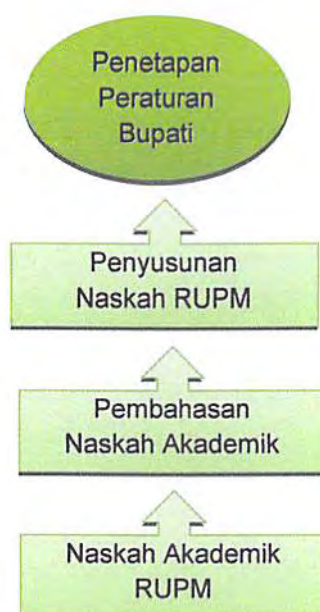 Penetapan
Peraturan
Bupati
Penyusunan
Naskah RUPM
Pembahasan
Naskah Akademik
Naskah Akademik
RUPM